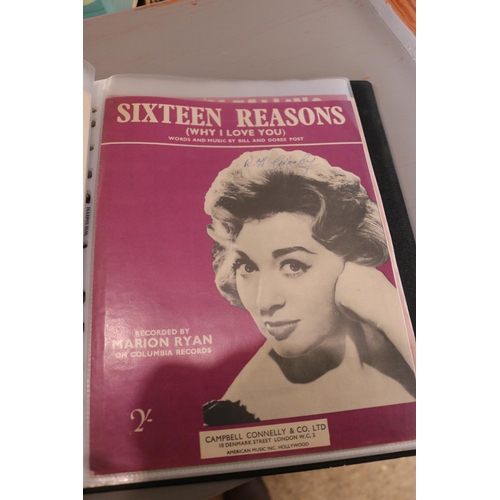 SIXTEEN REASONS
(WHY I LOVE YOU)
WORDS AND MUSIC BY BILL AND DOREE POST
RECORDED BY
MARION RYAN
ON COLUMBIA RECORDS
2/-
CAMPBELL CONNELLY & CO. LTD
10 DENMARK STREET LONDON W.C. 2
AMERICAN MUSIC INC. HOLLYWOOD